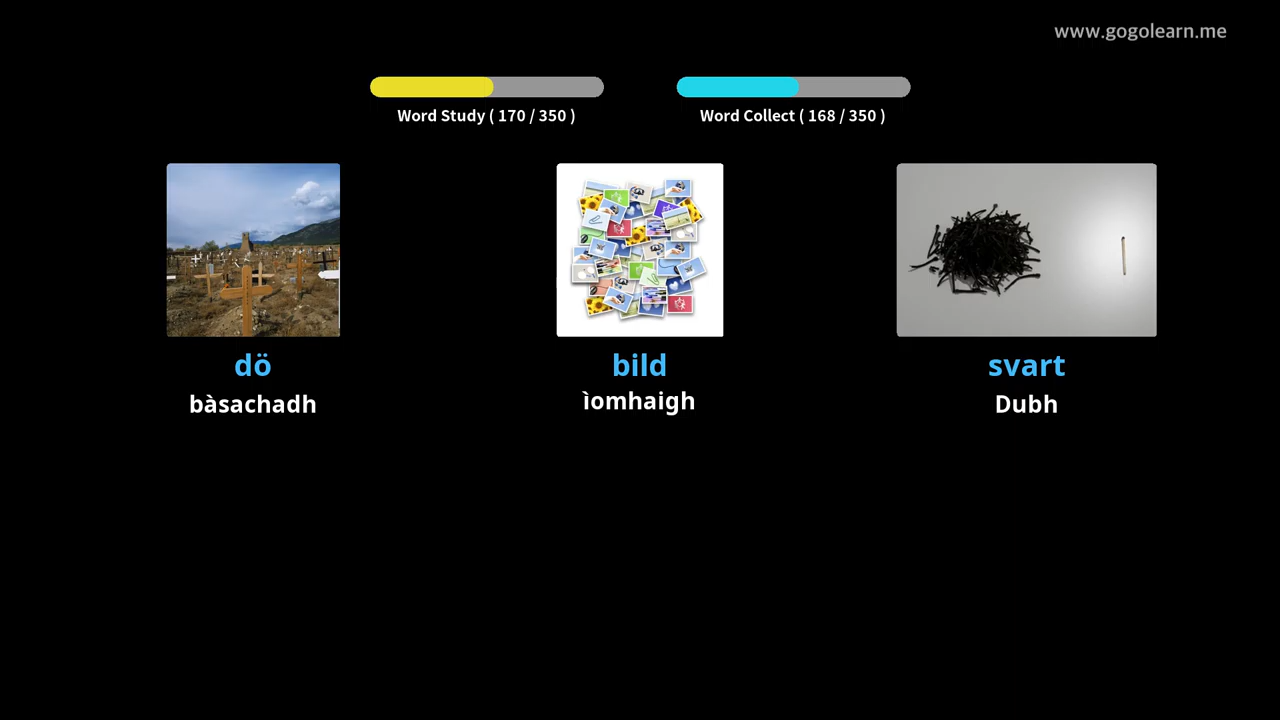 www.gogolearn.me
Word Study ( 170 / 350 )
Word Collect ( 168 / 350 )
dö
bàsachadh
bild
ìomhaigh
svart
Dubh